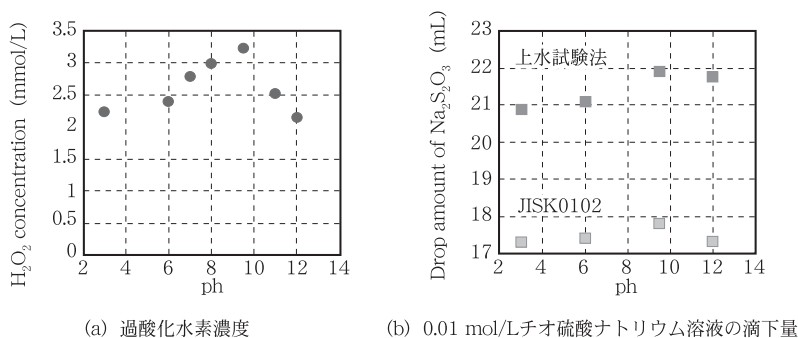 H₂O₂ concentration (mmol/L)
3.5
3
2.5
2
1.5
1
0.5
0
2 4 6 8 10 12 14
ph
(a) 過酸化水素濃度
Drop amount of Na₂S₂O₃ (mL)
23
22
21
20
19
18
17
上水試験法
JISK0102
2 4 6 8 10 12 14
ph
(b) 0.01 mol/Lチオ硫酸ナトリウム溶液の滴下量